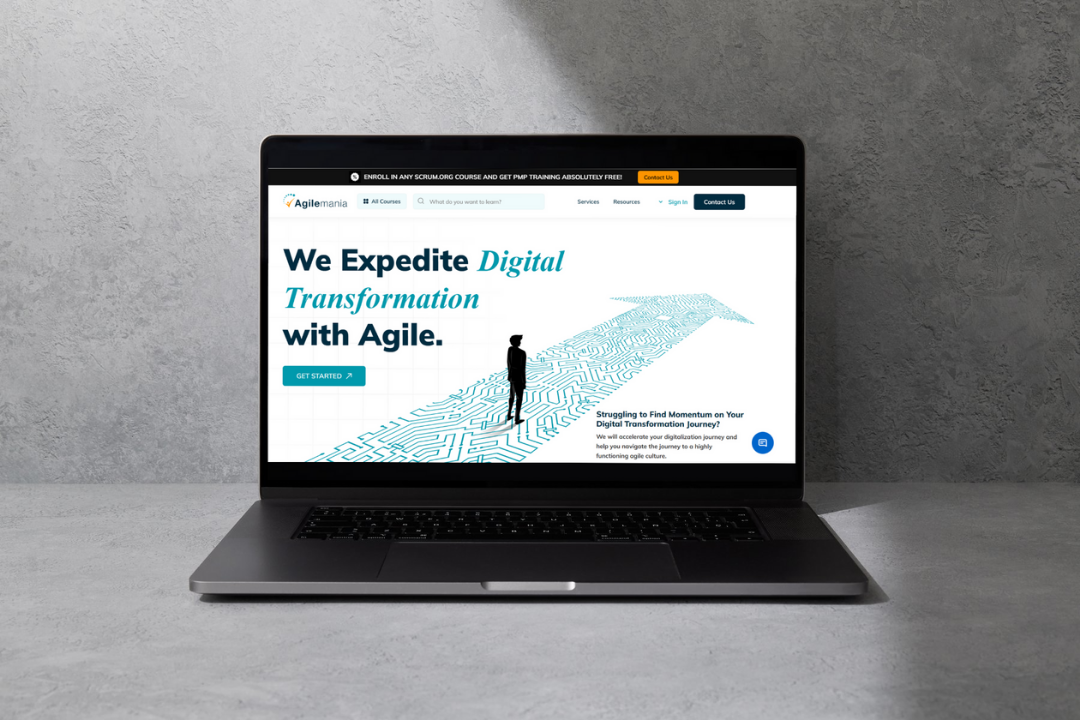 ENROLL IN ANY SCRUM.ORG COURSE AND GET PMP TRAINING ABSOLUTELY FREE! Contact Us
Agilemania All Courses What do you want to learn? Services Resources Sign In Contact Us
We Expedite Digital
Transformation
with Agile.
GET STARTED
Struggling to Find Momentum on Your
Digital Transformation Journey?
We will accelerate your digitalization journey and
help you navigate the journey to a highly
functioning agile culture.